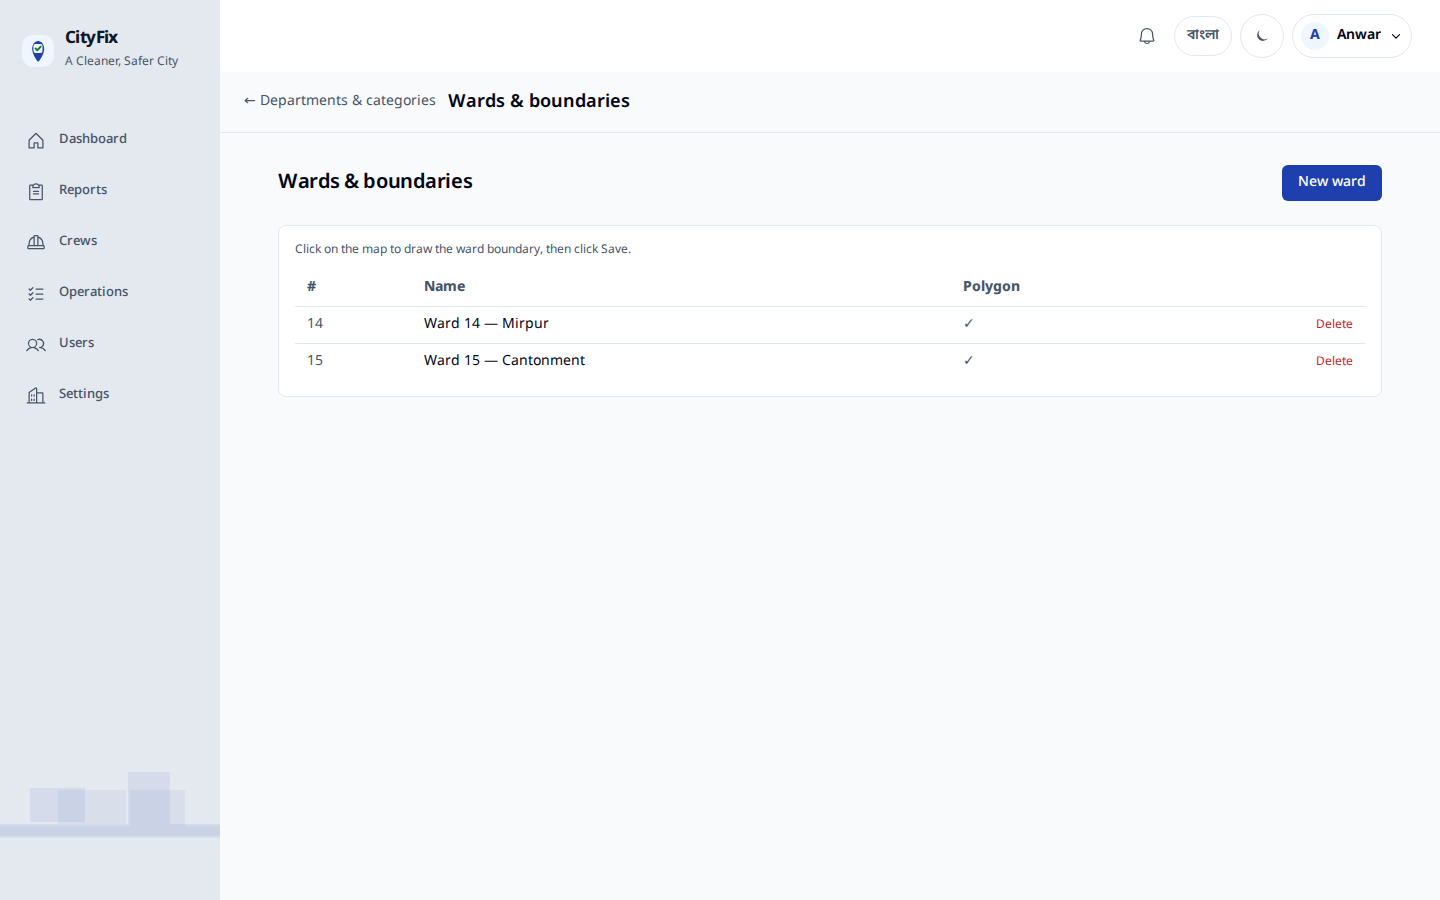 CityFix
A Cleaner, Safer City
বাংলা
A Anwar
← Departments & categories Wards & boundaries
Dashboard
Reports
Crews
Operations
Users
Settings
Wards & boundaries
New ward
Click on the map to draw the ward boundary, then click Save.
# Name Polygon
14 Ward 14 — Mirpur ✓ Delete
15 Ward 15 — Cantonment ✓ Delete